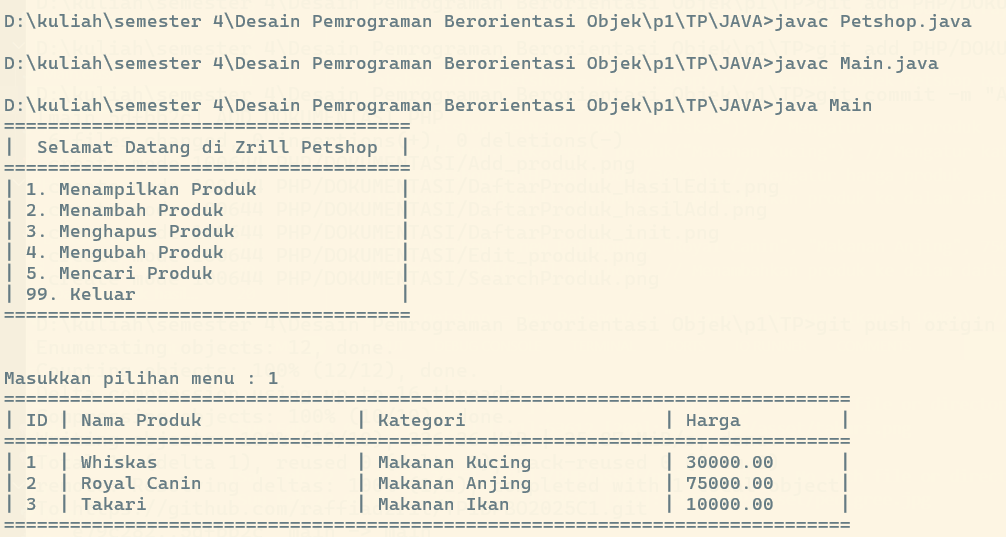 D:\kuliah\semester 4\Desain Pemrograman Berorientasi Objek\p1\TP\JAVA>javac Petshop.java
D:\kuliah\semester 4\Desain Pemrograman Berorientasi Objek\p1\TP\JAVA>javac Main.java
D:\kuliah\semester 4\Desain Pemrograman Berorientasi Objek\p1\TP\JAVA>java Main
=====================================
|  Selamat Datang di Zrill Petshop  |
=====================================
| 1. Menampilkan Produk             |
| 2. Menambah Produk                |
| 3. Menghapus Produk               |
| 4. Mengubah Produk                |
| 5. Mencari Produk                 |
| 99. Keluar                        |
=====================================
Masukkan pilihan menu : 1
=============================================================================
| ID | Nama Produk              | Kategori                  | Harga         |
=============================================================================
| 1  | Whiskas                  | Makanan Kucing            | 30000.00      |
| 2  | Royal Canin              | Makanan Anjing            | 75000.00      |
| 3  | Takari                   | Makanan Ikan              | 10000.00      |
=============================================================================